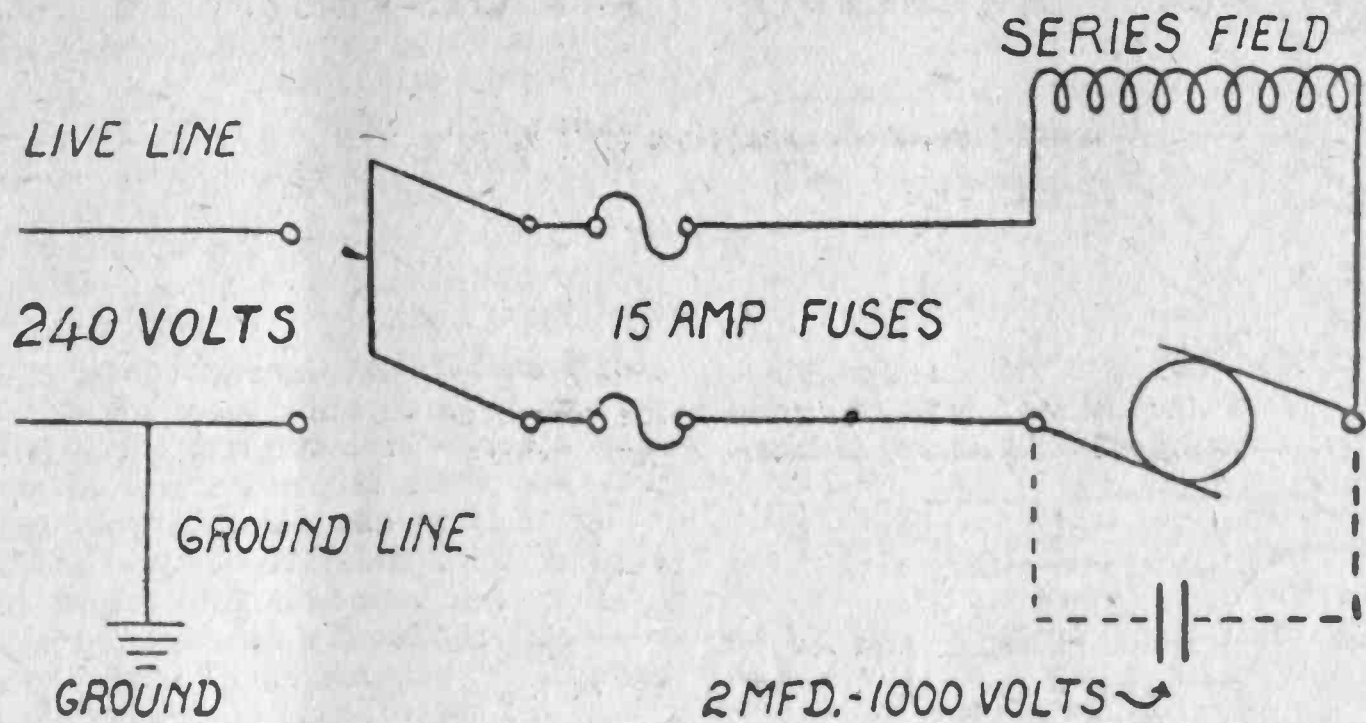 SERIES FIELD
LIVE LINE
240 VOLTS
15 AMP FUSES
GROUND LINE
GROUND
2 MFD.-1000 VOLTS